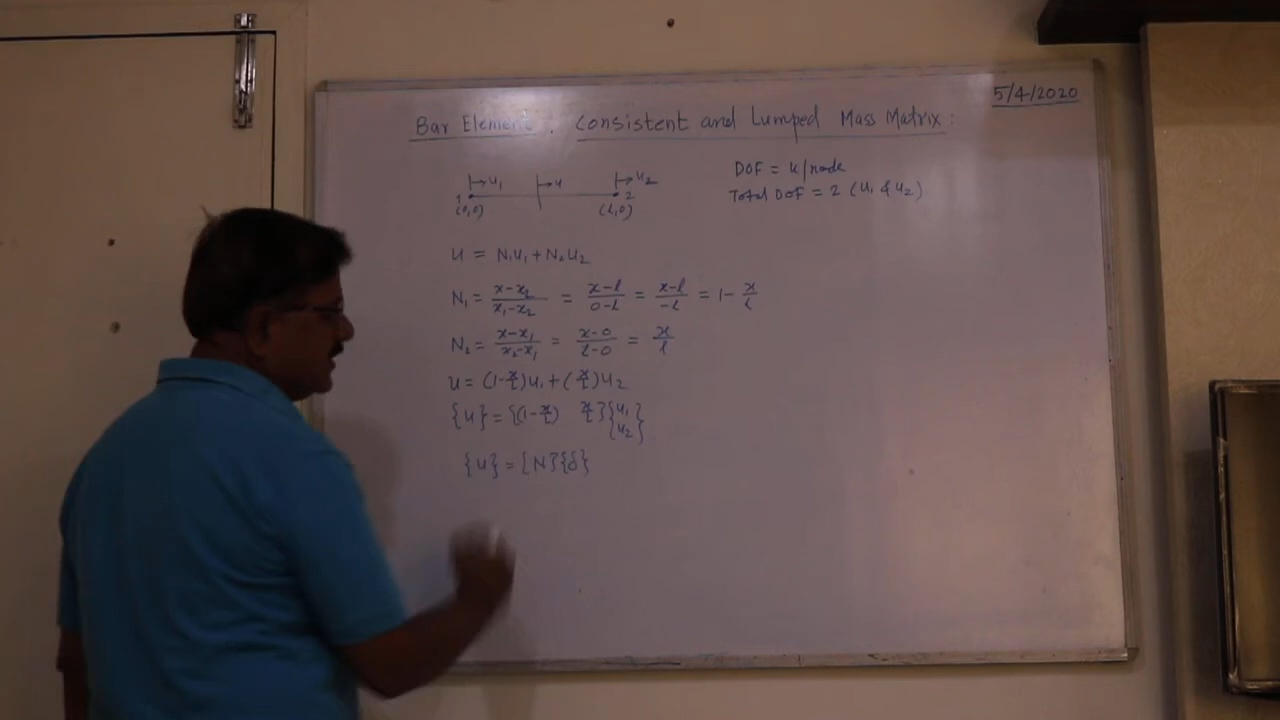 5/4/2020
Bar Element . Consistent and Lumped Mass Matrix :
DOF = u/node
Total DOF = 2 (u₁ & u₂)
u₁ u u₂
1 2
(0,0) (l,0)
u = N₁u₁ + N₂u₂
N₁ = (x-x₂)/(x₁-x₂) = (x-l)/(0-l) = (x-l)/(-l) = 1 - x/l
N₂ = (x-x₁)/(x₂-x₁) = (x-0)/(l-0) = x/l
u = (1-x/l)u₁ + (x/l)u₂
{u} = [(1-x/l) x/l]{u₁ u₂}
{u} = [N]{δ}